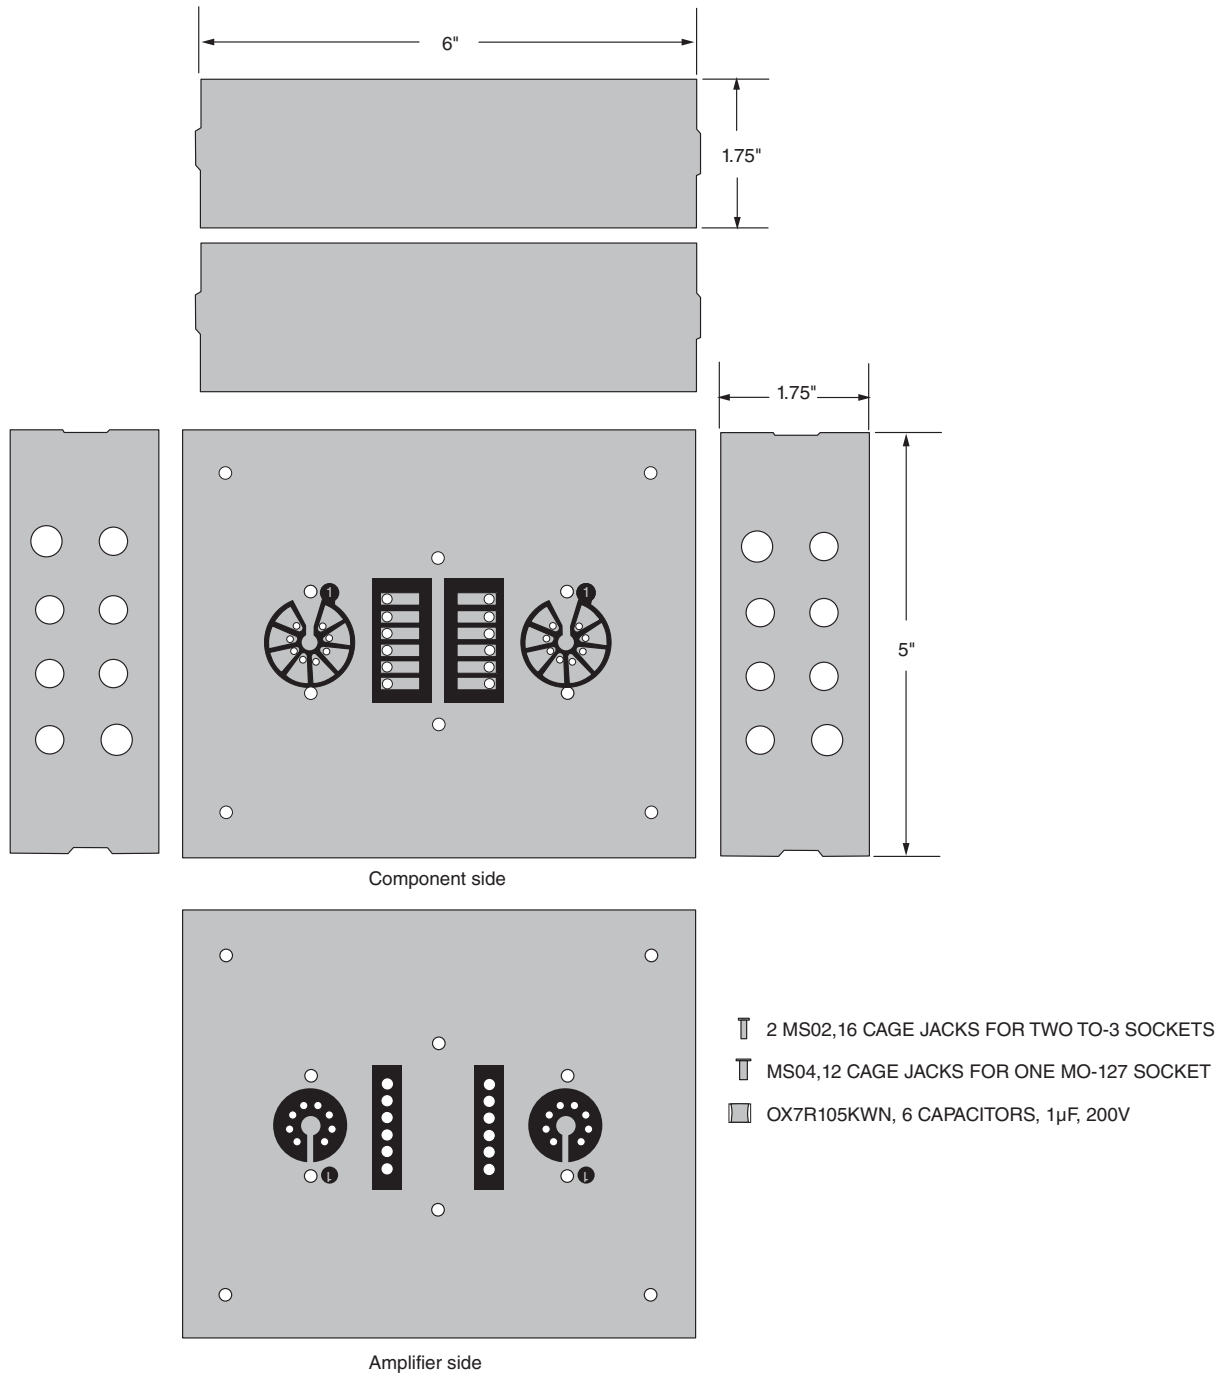 6"
1.75"
1.75"
5"
1
1
Component side
1
1
2 MS02,16 CAGE JACKS FOR TWO TO-3 SOCKETS
MS04,12 CAGE JACKS FOR ONE MO-127 SOCKET
OX7R105KWN, 6 CAPACITORS, 1µF, 200V
Amplifier side